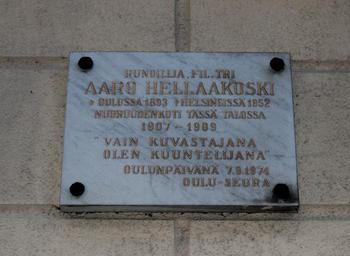 RUNOILIJA, FIL. TRI
AARO HELLAAKOSKI
* OULUSSA 1893 † HELSINGISSÄ 1952
NUORUUDENKOTI TÄSSÄ TALOSSA
1907 – 1909
"VAIN KUVASTAJANA
OLEN KUUNTELIJANA"
OULUNPÄIVÄNÄ 7.9.1974
OULU-SEURA